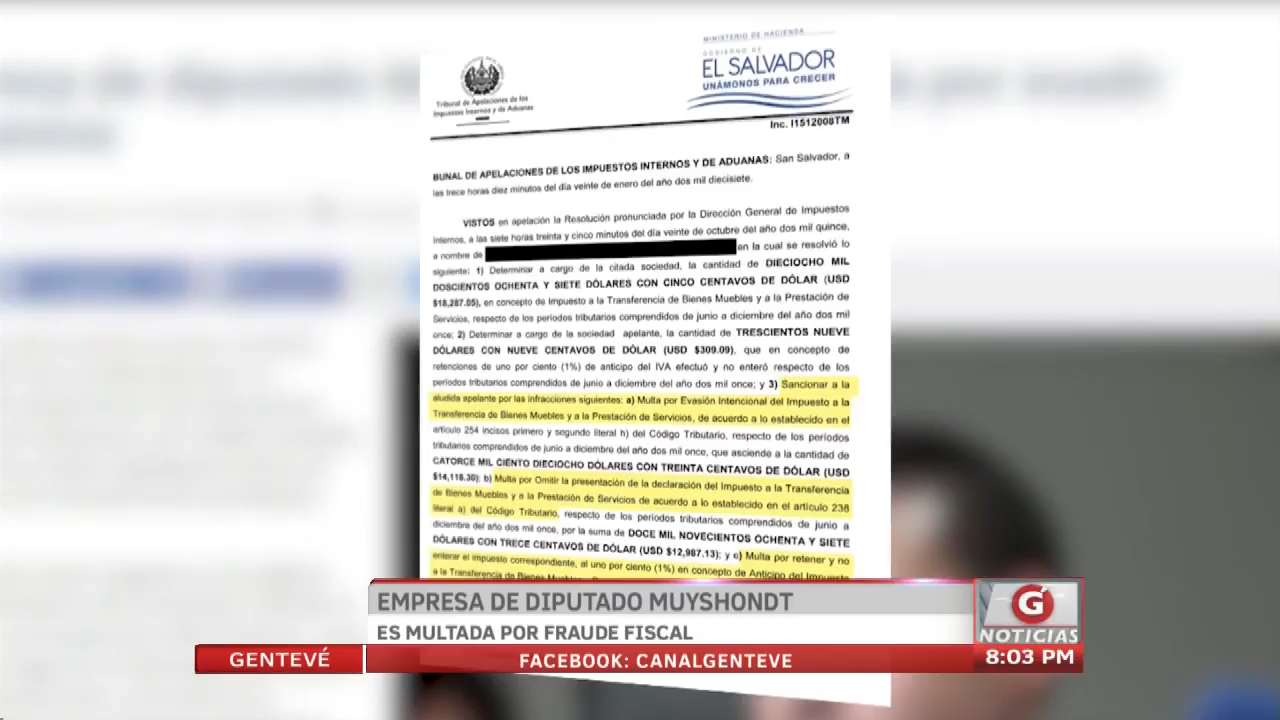 MINISTERIO DE HACIENDA
GOBIERNO DE
EL SALVADOR
UNÁMONOS PARA CRECER
Tribunal de Apelaciones de los
Impuestos Internos y de Aduanas
Inc. I1512008TM
BUNAL DE APELACIONES DE LOS IMPUESTOS INTERNOS Y DE ADUANAS: San Salvador, a
las trece horas diez minutos del día veinte de enero del año dos mil diecisiete.
VISTOS en apelación la Resolución pronunciada por la Dirección General de Impuestos
Internos, a las siete horas treinta y cinco minutos del día veinte de octubre del año dos mil quince,
a nombre de en la cual se resolvió lo
siguiente: 1) Determinar a cargo de la citada sociedad, la cantidad de DIECIOCHO MIL
DOSCIENTOS OCHENTA Y SIETE DÓLARES CON CINCO CENTAVOS DE DÓLAR (USD
$18,287.05), en concepto de Impuesto a la Transferencia de Bienes Muebles y a la Prestación de
Servicios, respecto de los períodos tributarios comprendidos de junio a diciembre del año dos mil
once; 2) Determinar a cargo de la sociedad apelante, la cantidad de TRESCIENTOS NUEVE
DÓLARES CON NUEVE CENTAVOS DE DÓLAR (USD $309.09), que en concepto de
retenciones de uno por ciento (1%) de anticipo del IVA efectuó y no enteró respecto de los
períodos tributarios comprendidos de junio a diciembre del año dos mil once; y 3) Sancionar a la
aludida apelante por las infracciones siguientes: a) Multa por Evasión Intencional del Impuesto a la
Transferencia de Bienes Muebles y a la Prestación de Servicios, de acuerdo a lo establecido en el
artículo 254 incisos primero y segundo literal h) del Código Tributario, respecto de los períodos
tributarios comprendidos de junio a diciembre del año dos mil once, que asciende a la cantidad de
CATORCE MIL CIENTO DIECIOCHO DÓLARES CON TREINTA CENTAVOS DE DÓLAR (USD
$14,118.30); b) Multa por Omitir la presentación de la declaración del Impuesto a la Transferencia
de Bienes Muebles y a la Prestación de Servicios de acuerdo a lo establecido en el artículo 238
literal a) del Código Tributario, respecto de los períodos tributarios comprendidos de junio a
diciembre del año dos mil once, por la suma de DOCE MIL NOVECIENTOS OCHENTA Y SIETE
DÓLARES CON TRECE CENTAVOS DE DÓLAR (USD $12,987.13); y c) Multa por retener y no
enterar el impuesto correspondiente, al uno por ciento (1%) en concepto de Anticipo del Impuesto
a la Transferencia de Bienes Muebles
EMPRESA DE DIPUTADO MUYSHONDT
ES MULTADA POR FRAUDE FISCAL
G
NOTICIAS
GENTEVÉ
FACEBOOK: CANALGENTEVE
8:03 PM